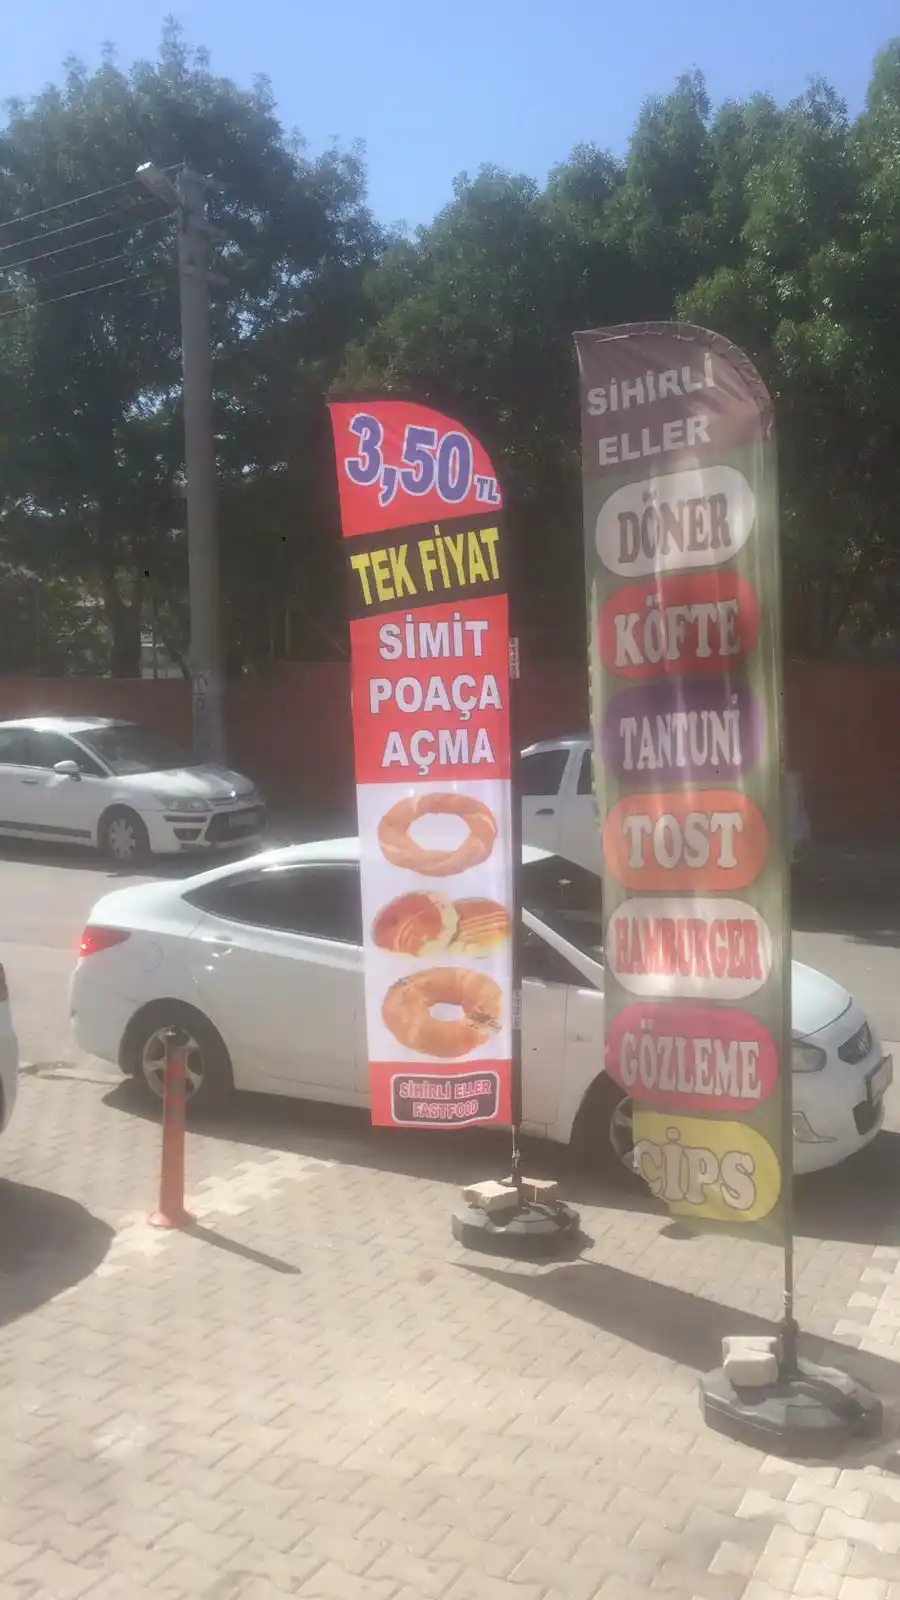 3,50 TL
TEK FİYAT
SİMİT
POAÇA
AÇMA
SİHİRLİ ELLER
FASTFOOD
SİHİRLİ
ELLER
DÖNER
KÖFTE
TANTUNİ
TOST
HAMBURGER
GÖZLEME
ÇİPS